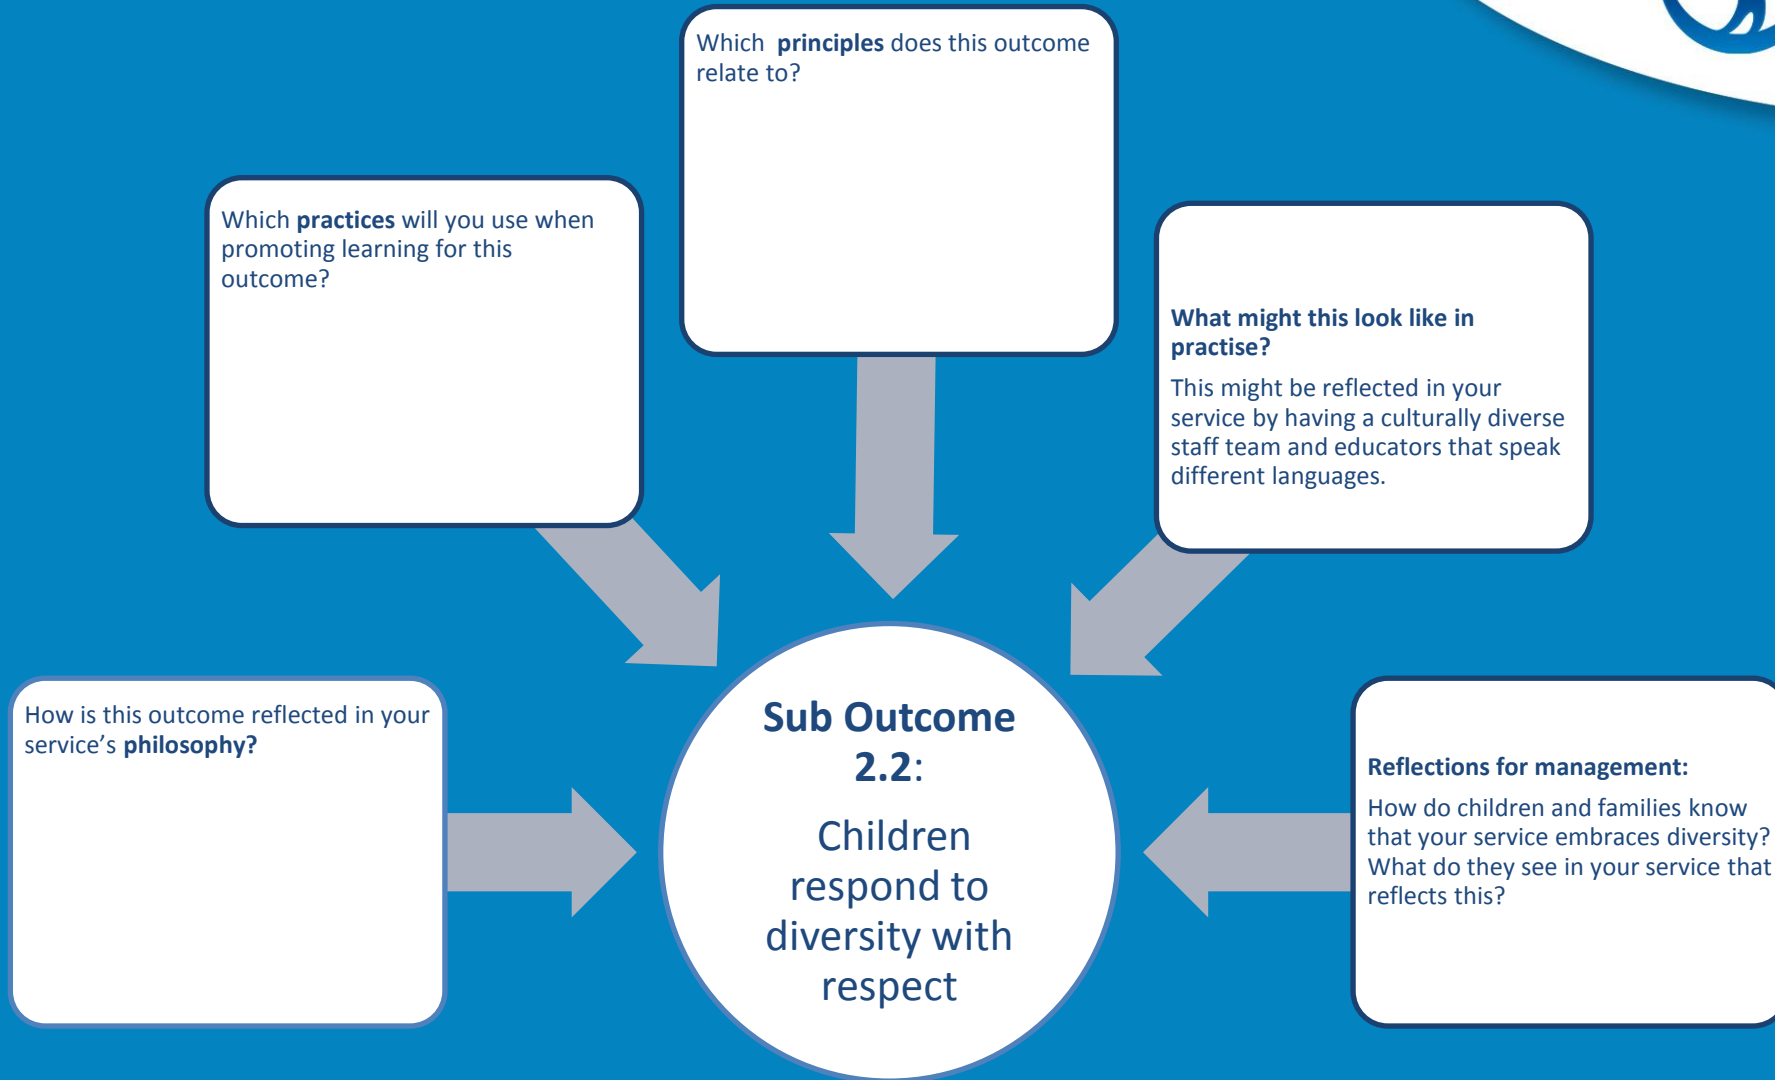 Which principles does this outcome
relate to?
Which practices will you use when
promoting learning for this
outcome?
What might this look like in
practise?
This might be reflected in your
service by having a culturally diverse
staff team and educators that speak
different languages.
How is this outcome reflected in your
service’s philosophy?
Sub Outcome
2.2:
Children
respond to
diversity with
respect
Reflections for management:
How do children and families know
that your service embraces diversity?
What do they see in your service that
reflects this?